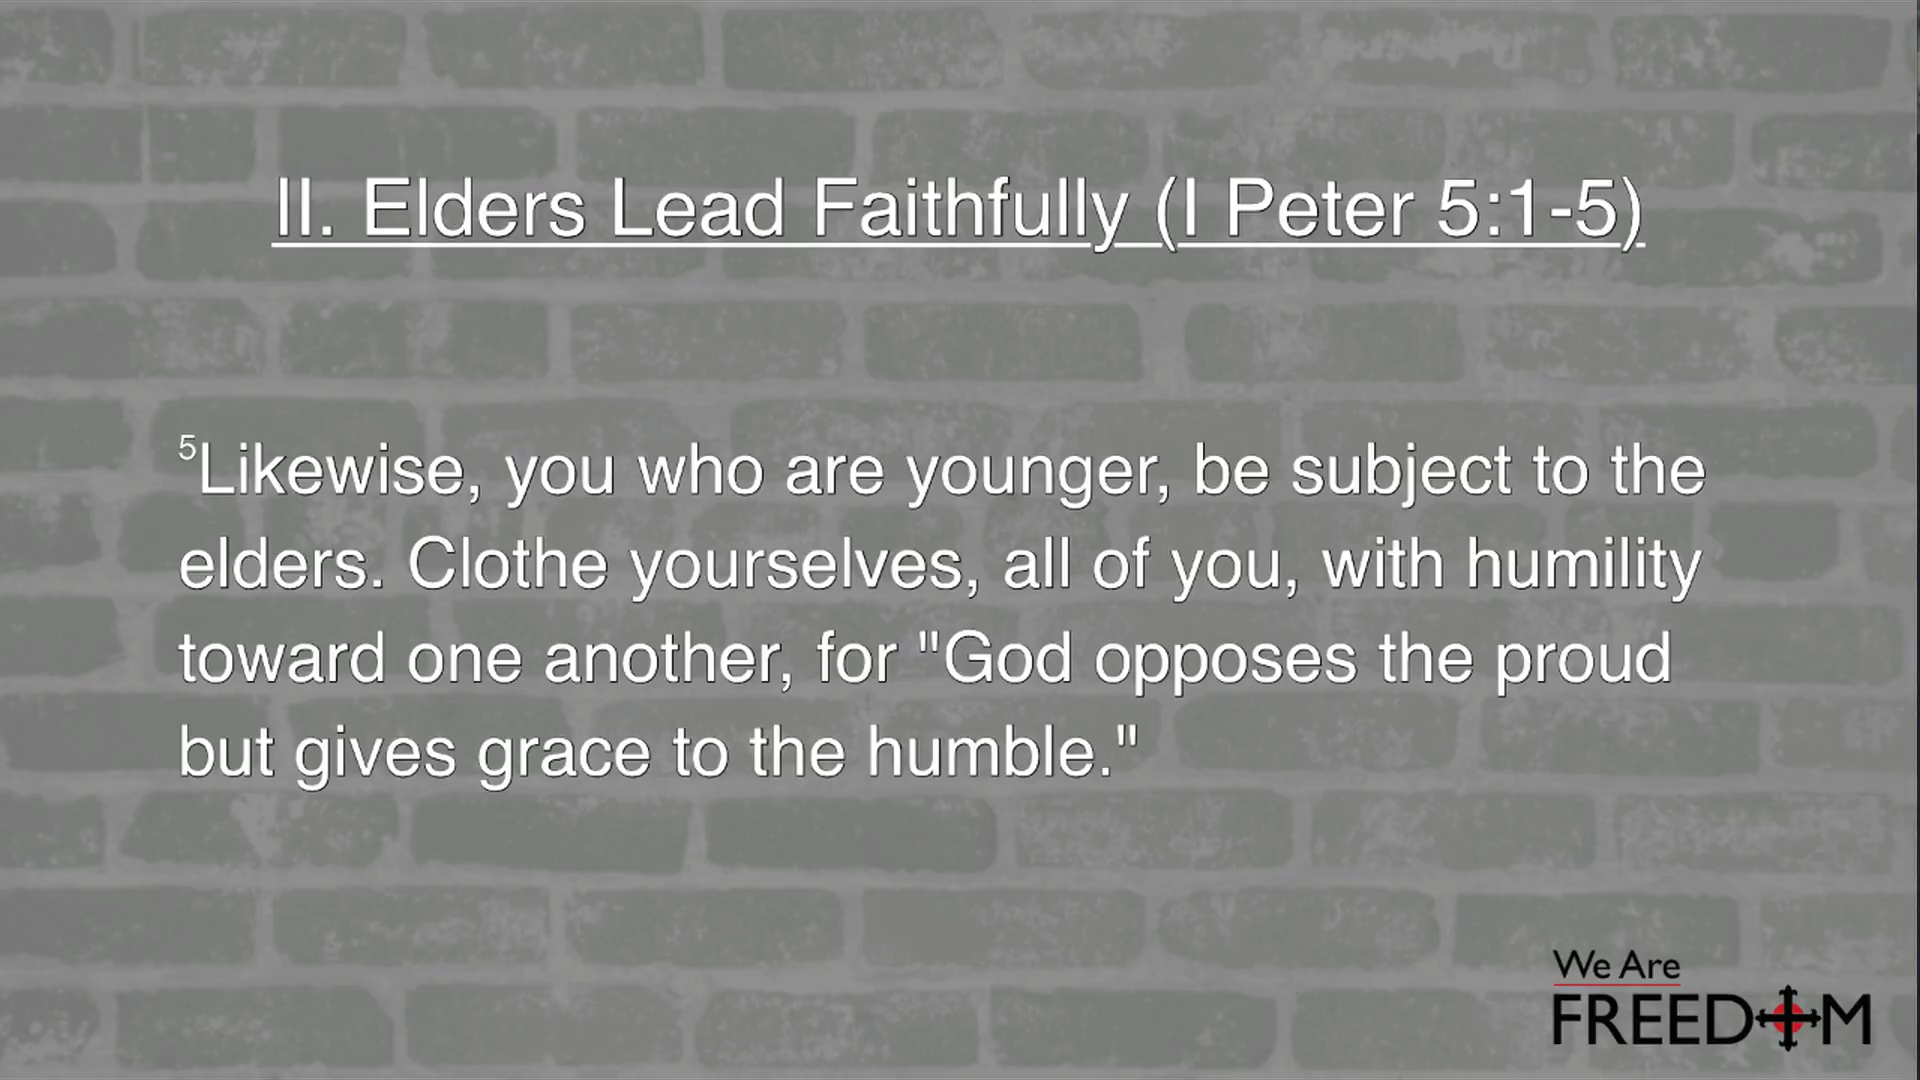 II. Elders Lead Faithfully (I Peter 5:1-5)
5Likewise, you who are younger, be subject to the
elders. Clothe yourselves, all of you, with humility
toward one another, for "God opposes the proud
but gives grace to the humble."
We Are
FREEDOM